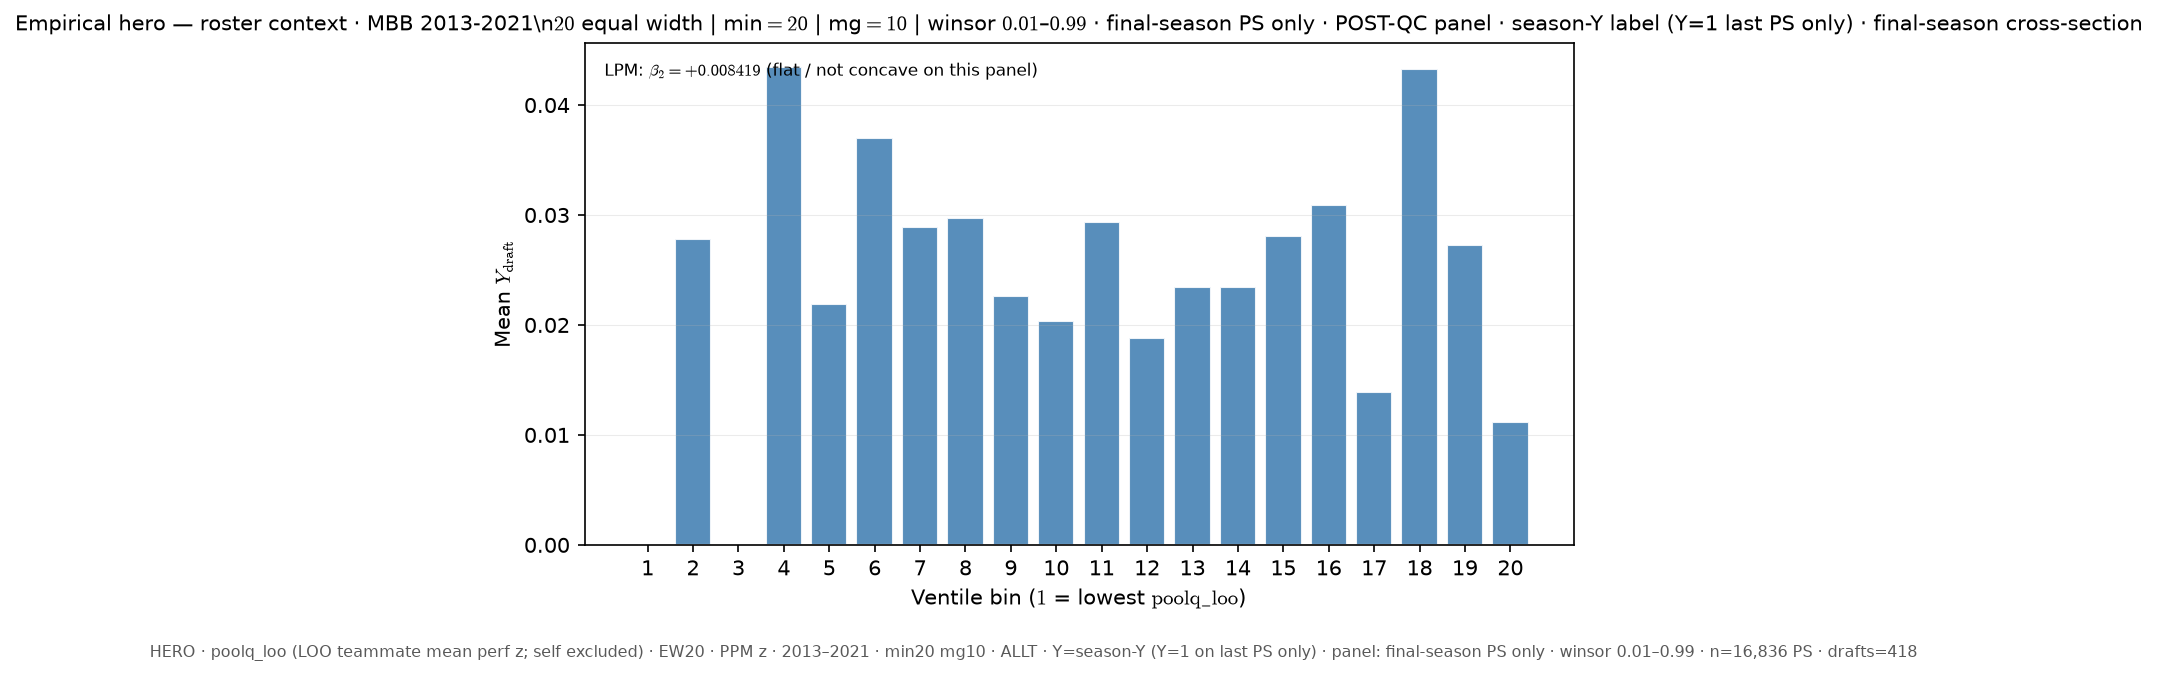 Empirical hero — roster context · MBB 2013-2021\n20 equal width | min = 20 | mg = 10 | winsor 0.01–0.99 · final-season PS only · POST-QC panel · season-Y label (Y=1 last PS only) · final-season cross-section
LPM: β₂ = +0.008419 (flat / not concave on this panel)
0.04
0.03
0.02
0.01
0.00
Mean Y_draft
1 2 3 4 5 6 7 8 9 10 11 12 13 14 15 16 17 18 19 20
Ventile bin (1 = lowest poolq_loo)
HERO · poolq_loo (LOO teammate mean perf z; self excluded) · EW20 · PPM z · 2013–2021 · min20 mg10 · ALLT · Y=season-Y (Y=1 on last PS only) · panel: final-season PS only · winsor 0.01–0.99 · n=16,836 PS · drafts=418